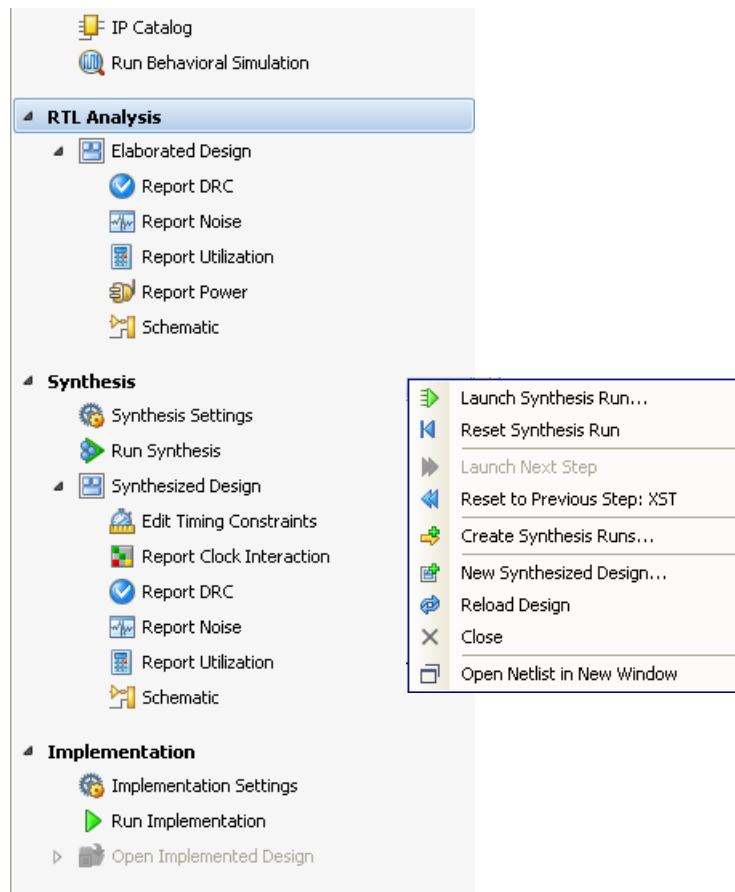 IP Catalog
Run Behavioral Simulation
RTL Analysis
Elaborated Design
Report DRC
Report Noise
Report Utilization
Report Power
Schematic
Synthesis
Synthesis Settings
Run Synthesis
Synthesized Design
Edit Timing Constraints
Report Clock Interaction
Report DRC
Report Noise
Report Utilization
Schematic
Implementation
Implementation Settings
Run Implementation
Open Implemented Design
Launch Synthesis Run...
Reset Synthesis Run
Launch Next Step
Reset to Previous Step: XST
Create Synthesis Runs...
New Synthesized Design...
Reload Design
Close
Open Netlist in New Window